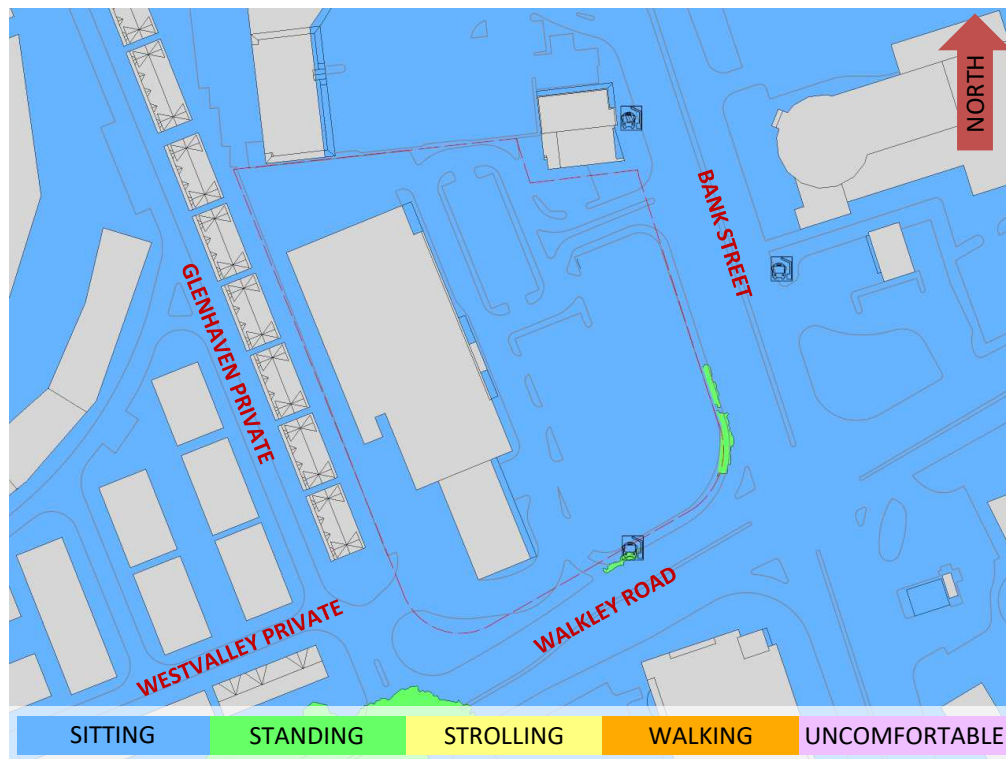 NORTH
BANK STREET
GLENHAVEN PRIVATE
WALKLEY ROAD
WESTVALLEY PRIVATE
SITTING
STANDING
STROLLING
WALKING
UNCOMFORTABLE